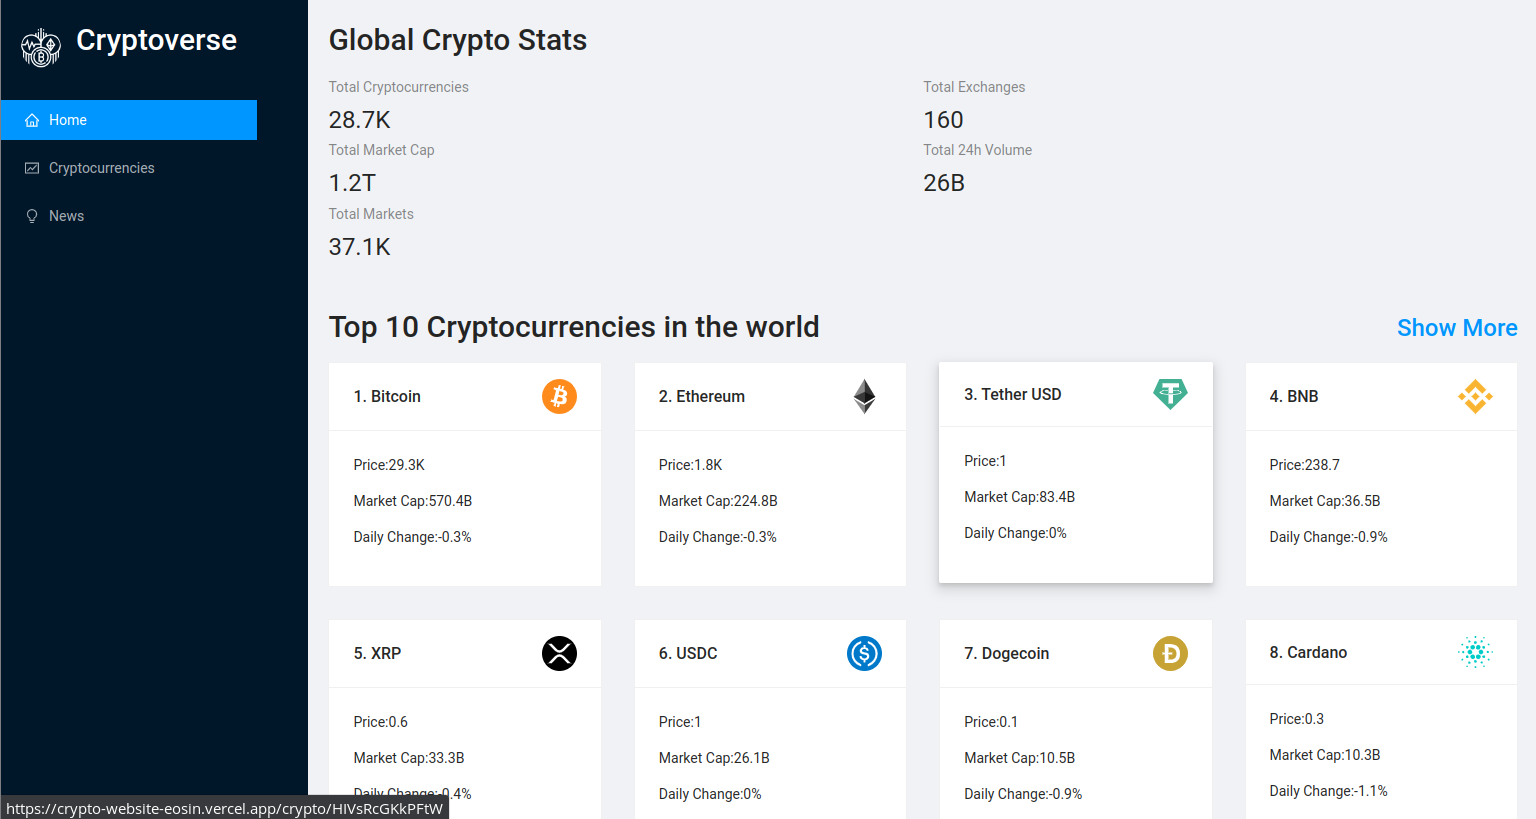 Cryptoverse
Home
Cryptocurrencies
News
Global Crypto Stats
Total Cryptocurrencies
28.7K
Total Exchanges
160
Total Market Cap
1.2T
Total 24h Volume
26B
Total Markets
37.1K
Top 10 Cryptocurrencies in the world
Show More
1. Bitcoin
Price:29.3K
Market Cap:570.4B
Daily Change:-0.3%
2. Ethereum
Price:1.8K
Market Cap:224.8B
Daily Change:-0.3%
3. Tether USD
Price:1
Market Cap:83.4B
Daily Change:0%
4. BNB
Price:238.7
Market Cap:36.5B
Daily Change:-0.9%
5. XRP
Price:0.6
Market Cap:33.3B
Daily Change:-0.4%
6. USDC
Price:1
Market Cap:26.1B
Daily Change:0%
7. Dogecoin
Price:0.1
Market Cap:10.5B
Daily Change:-0.9%
8. Cardano
Price:0.3
Market Cap:10.3B
Daily Change:-1.1%
https://crypto-website-eosin.vercel.app/crypto/HIVsRcGKkPFtW